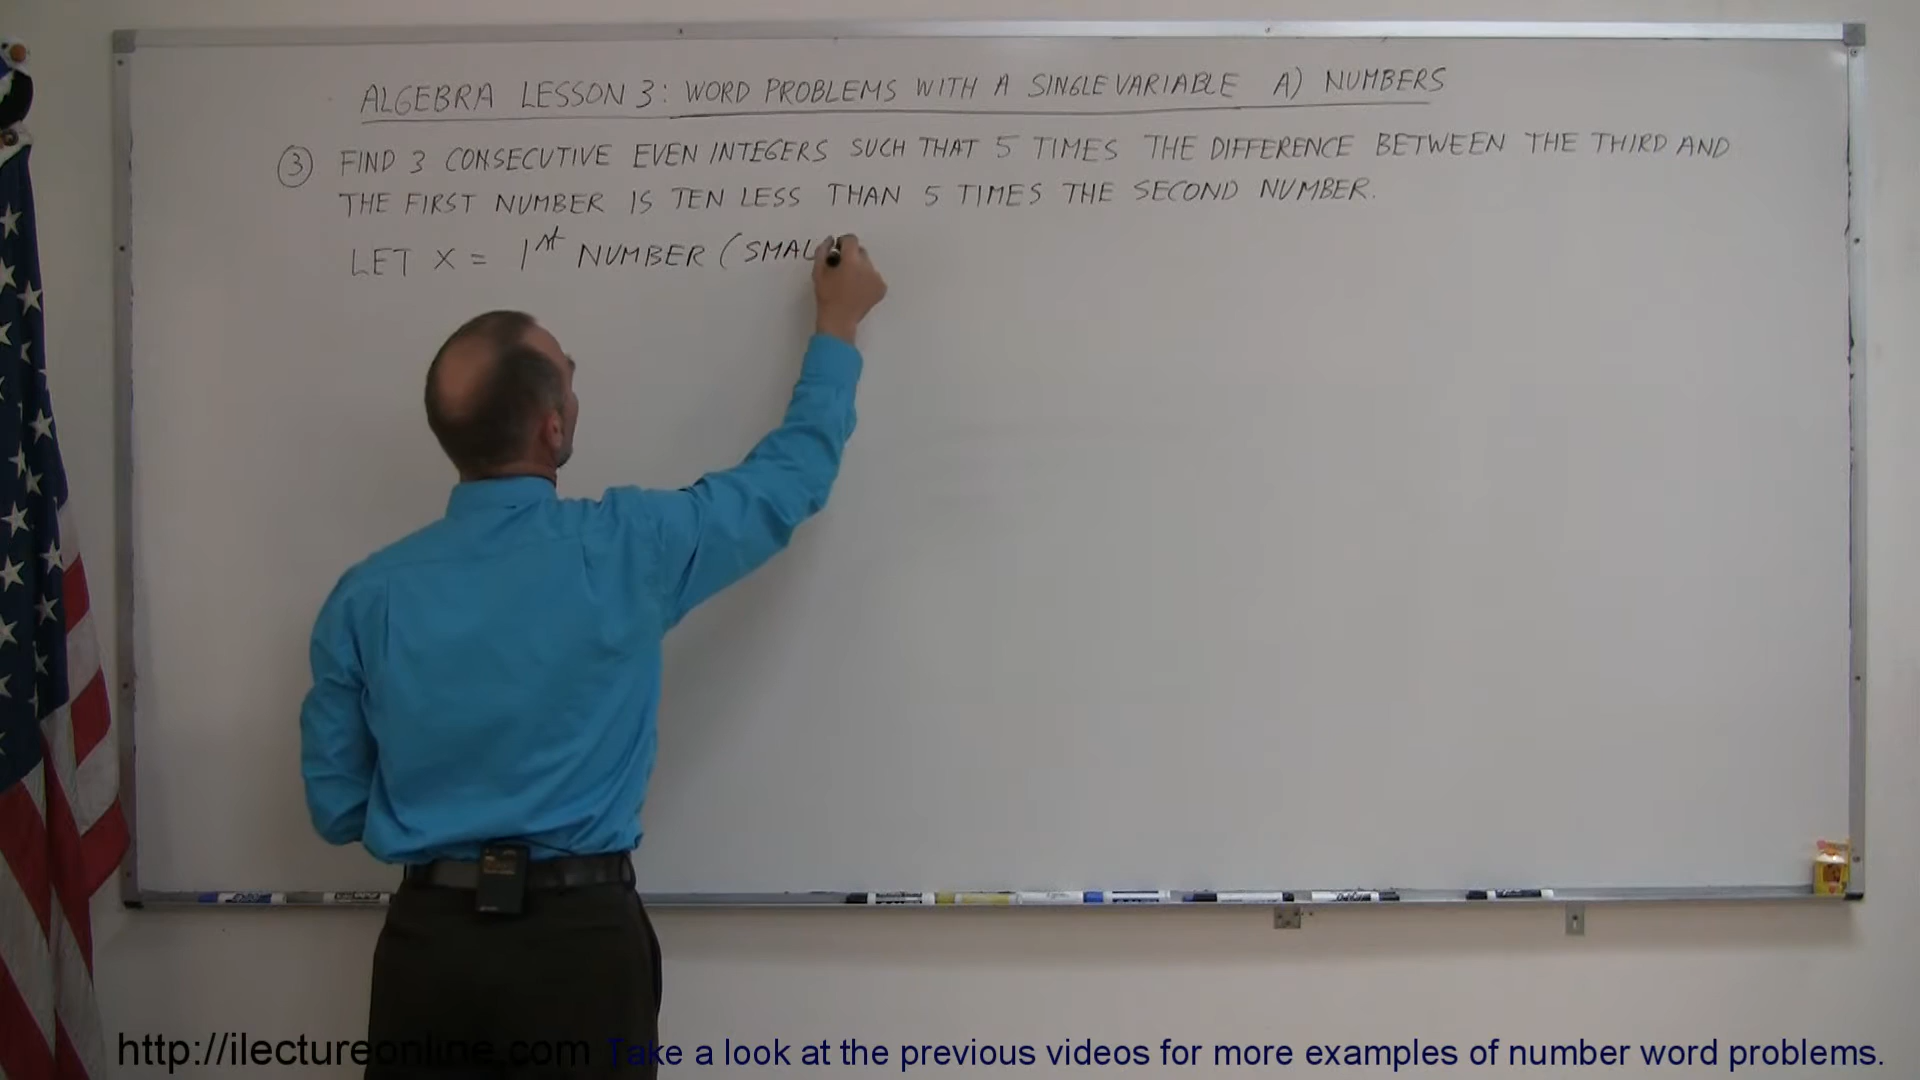 ALGEBRA LESSON 3: WORD PROBLEMS WITH A SINGLE VARIABLE A) NUMBERS
③ FIND 3 CONSECUTIVE EVEN INTEGERS SUCH THAT 5 TIMES THE DIFFERENCE BETWEEN THE THIRD AND
THE FIRST NUMBER IS TEN LESS THAN 5 TIMES THE SECOND NUMBER.
LET X = 1st NUMBER (SMAL
http://ilectureonline.com Take a look at the previous videos for more examples of number word problems.